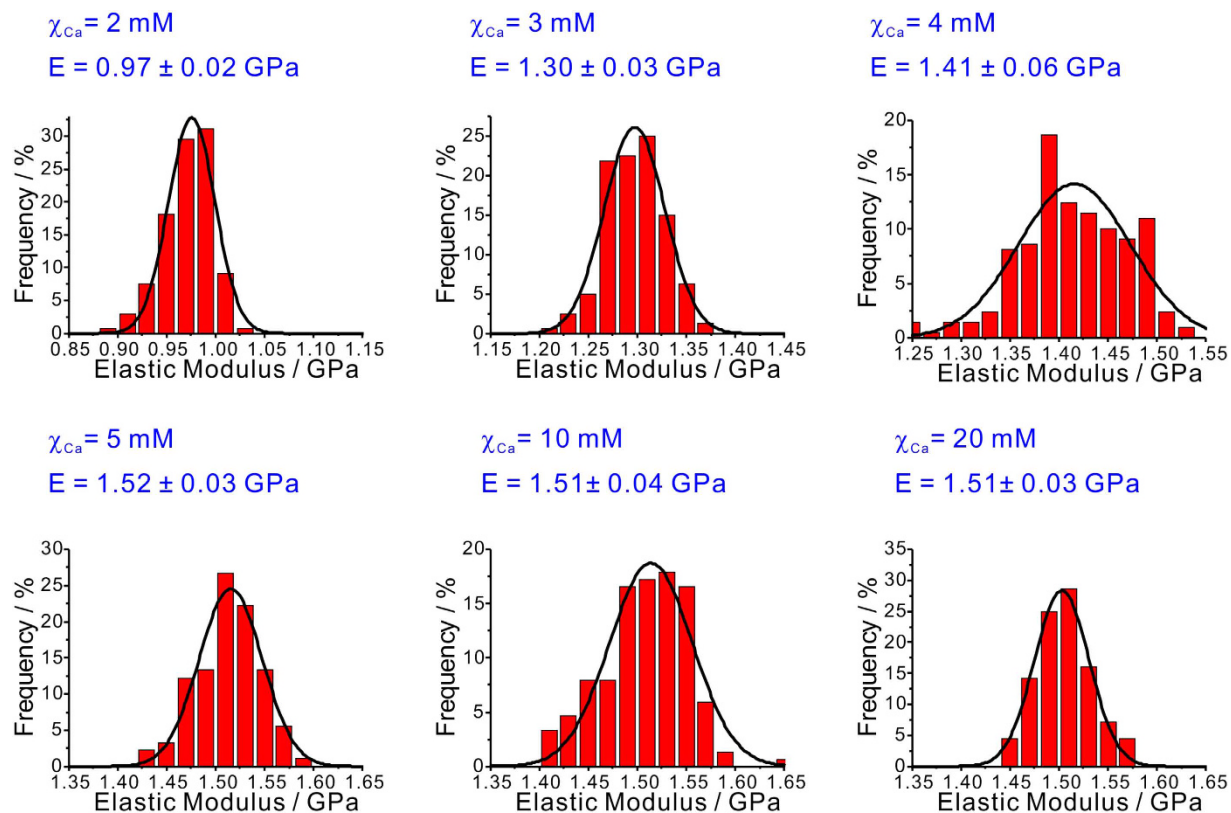 χCa= 2 mM
E = 0.97 ± 0.02 GPa
30
25
20
15
10
5
0
Frequency / %
0.85 0.90 0.95 1.00 1.05 1.10 1.15
Elastic Modulus / GPa
χCa= 3 mM
E = 1.30 ± 0.03 GPa
25
20
15
10
5
0
Frequency / %
1.15 1.20 1.25 1.30 1.35 1.40 1.45
Elastic Modulus / GPa
χCa= 4 mM
E = 1.41 ± 0.06 GPa
20
15
10
5
0
Frequency / %
1.25 1.30 1.35 1.40 1.45 1.50 1.55
Elastic Modulus / GPa
χCa= 5 mM
E = 1.52 ± 0.03 GPa
30
25
20
15
10
5
0
Frequency / %
1.35 1.40 1.45 1.50 1.55 1.60 1.65
Elastic Modulus / GPa
χCa= 10 mM
E = 1.51± 0.04 GPa
20
15
10
5
0
Frequency / %
1.35 1.40 1.45 1.50 1.55 1.60 1.65
Elastic Modulus / GPa
χCa= 20 mM
E = 1.51± 0.03 GPa
35
30
25
20
15
10
5
0
Frequency / %
1.35 1.40 1.45 1.50 1.55 1.60 1.65
Elastic Modulus / GPa